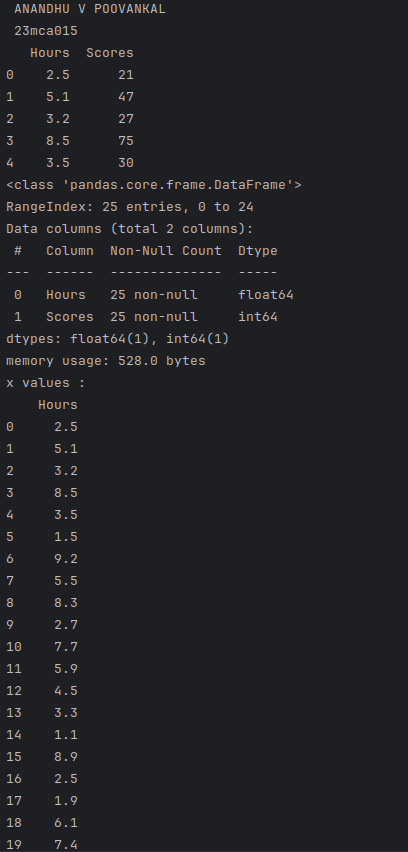 ANANDHU V POOVANKAL
23mca015
   Hours  Scores
0    2.5      21
1    5.1      47
2    3.2      27
3    8.5      75
4    3.5      30
<class 'pandas.core.frame.DataFrame'>
RangeIndex: 25 entries, 0 to 24
Data columns (total 2 columns):
 #   Column  Non-Null Count  Dtype
---  ------  --------------  -----
 0   Hours   25 non-null     float64
 1   Scores  25 non-null     int64
dtypes: float64(1), int64(1)
memory usage: 528.0 bytes
x values :
    Hours
0     2.5
1     5.1
2     3.2
3     8.5
4     3.5
5     1.5
6     9.2
7     5.5
8     8.3
9     2.7
10    7.7
11    5.9
12    4.5
13    3.3
14    1.1
15    8.9
16    2.5
17    1.9
18    6.1
19    7.4